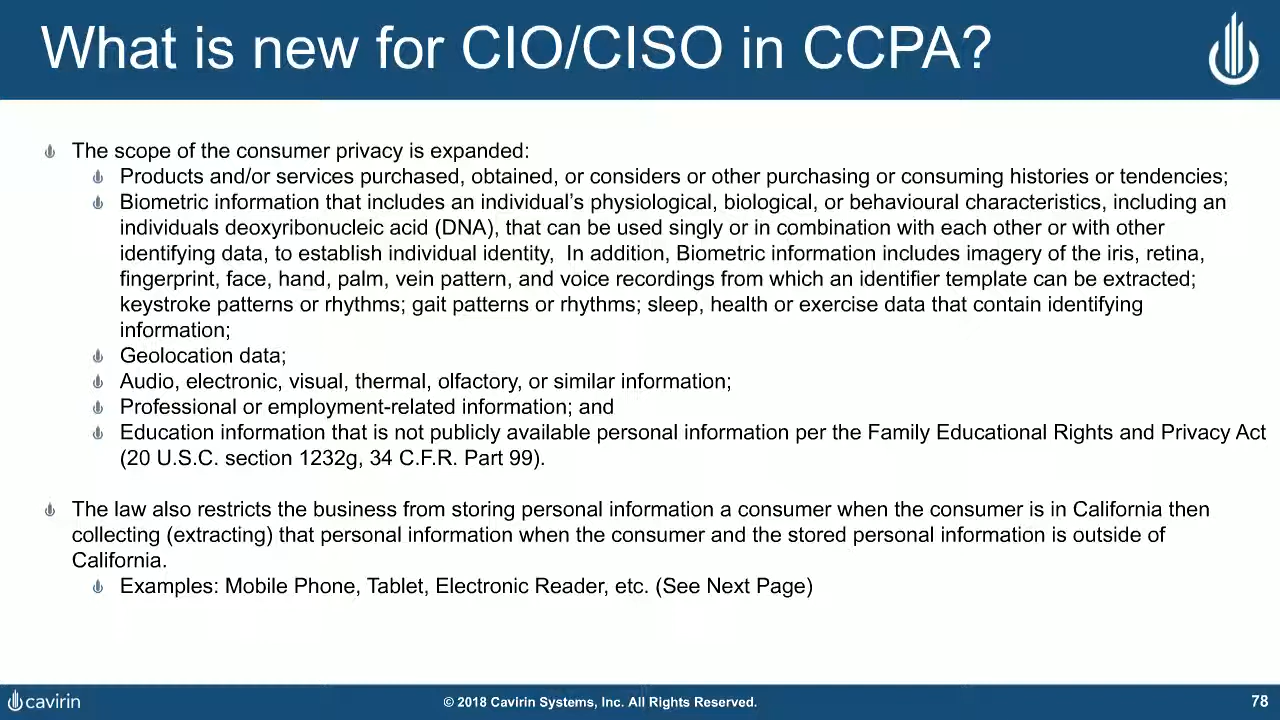 What is new for CIO/CISO in CCPA?
The scope of the consumer privacy is expanded:
Products and/or services purchased, obtained, or considers or other purchasing or consuming histories or tendencies;
Biometric information that includes an individual’s physiological, biological, or behavioural characteristics, including an
individuals deoxyribonucleic acid (DNA), that can be used singly or in combination with each other or with other
identifying data, to establish individual identity,  In addition, Biometric information includes imagery of the iris, retina,
fingerprint, face, hand, palm, vein pattern, and voice recordings from which an identifier template can be extracted;
keystroke patterns or rhythms; gait patterns or rhythms; sleep, health or exercise data that contain identifying
information;
Geolocation data;
Audio, electronic, visual, thermal, olfactory, or similar information;
Professional or employment-related information; and
Education information that is not publicly available personal information per the Family Educational Rights and Privacy Act
(20 U.S.C. section 1232g, 34 C.F.R. Part 99).
The law also restricts the business from storing personal information a consumer when the consumer is in California then
collecting (extracting) that personal information when the consumer and the stored personal information is outside of
California.
Examples: Mobile Phone, Tablet, Electronic Reader, etc. (See Next Page)
cavirin
© 2018 Cavirin Systems, Inc. All Rights Reserved.
78